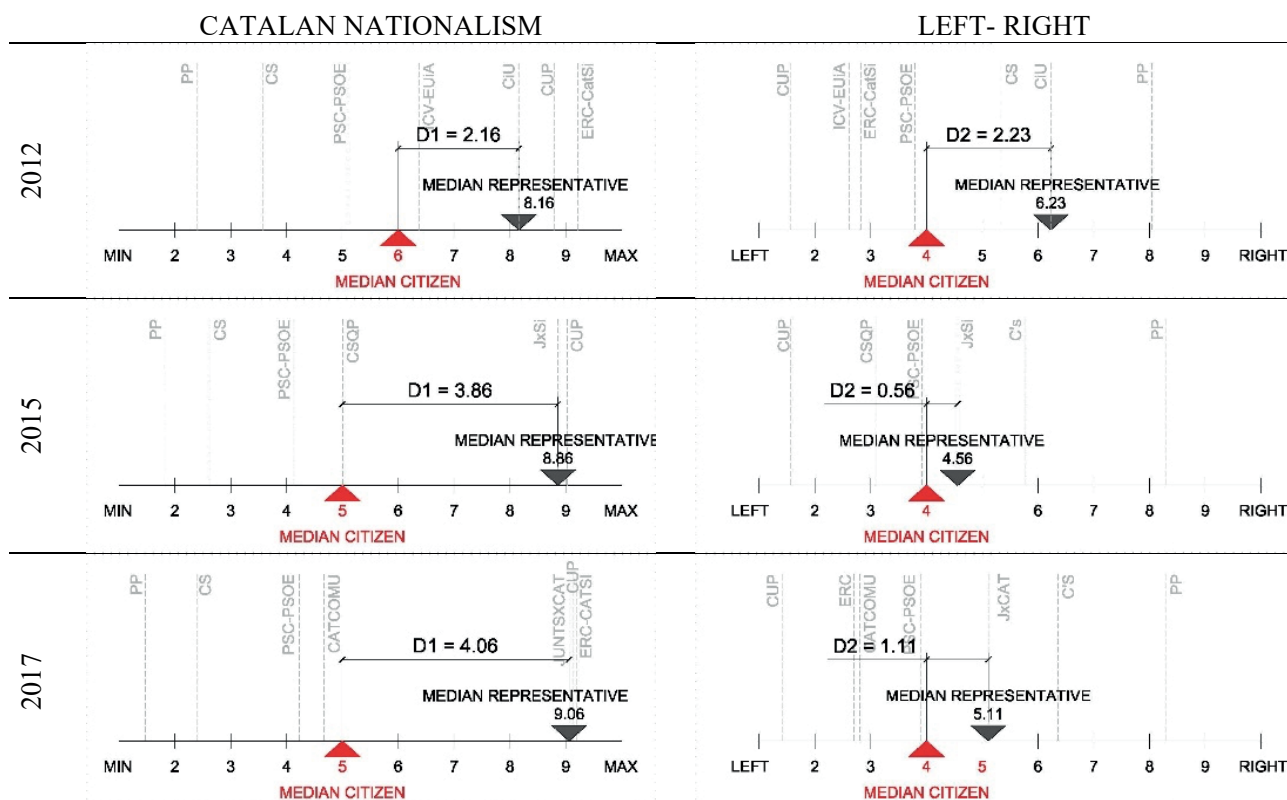 CATALAN NATIONALISM
LEFT- RIGHT
2012
PP
CS
PSC-PSOE
ICV-EUiA
CiU
CUP
ERC-CatSi
D1 = 2.16
MEDIAN REPRESENTATIVE
8.16
MIN 2 3 4 5 6 7 8 9 MAX
MEDIAN CITIZEN
CUP
ICV-EUiA
ERC-CatSi
PSC-PSOE
CS
CiU
PP
D2 = 2.23
MEDIAN REPRESENTATIVE
6.23
LEFT 2 3 4 5 6 7 8 9 RIGHT
MEDIAN CITIZEN
2015
PP
CS
PSC-PSOE
CSQP
JxSi
CUP
D1 = 3.86
MEDIAN REPRESENTATIVE
8.86
MIN 2 3 4 5 6 7 8 9 MAX
MEDIAN CITIZEN
CUP
CSQP
PSC-PSOE
JxSi
C's
PP
D2 = 0.56
MEDIAN REPRESENTATIVE
4.56
LEFT 2 3 4 6 7 8 9 RIGHT
MEDIAN CITIZEN
2017
PP
CS
PSC-PSOE
CATCOMU
JUNTSXCAT
CUP
ERC-CATSI
D1 = 4.06
MEDIAN REPRESENTATIVE
9.06
MIN 2 3 4 5 6 7 8 9 MAX
MEDIAN CITIZEN
CUP
ERC
CATCOMU
PSC-PSOE
JxCAT
C'S
PP
D2 = 1.11
MEDIAN REPRESENTATIVE
5.11
LEFT 2 3 4 5 6 7 8 9 RIGHT
MEDIAN CITIZEN